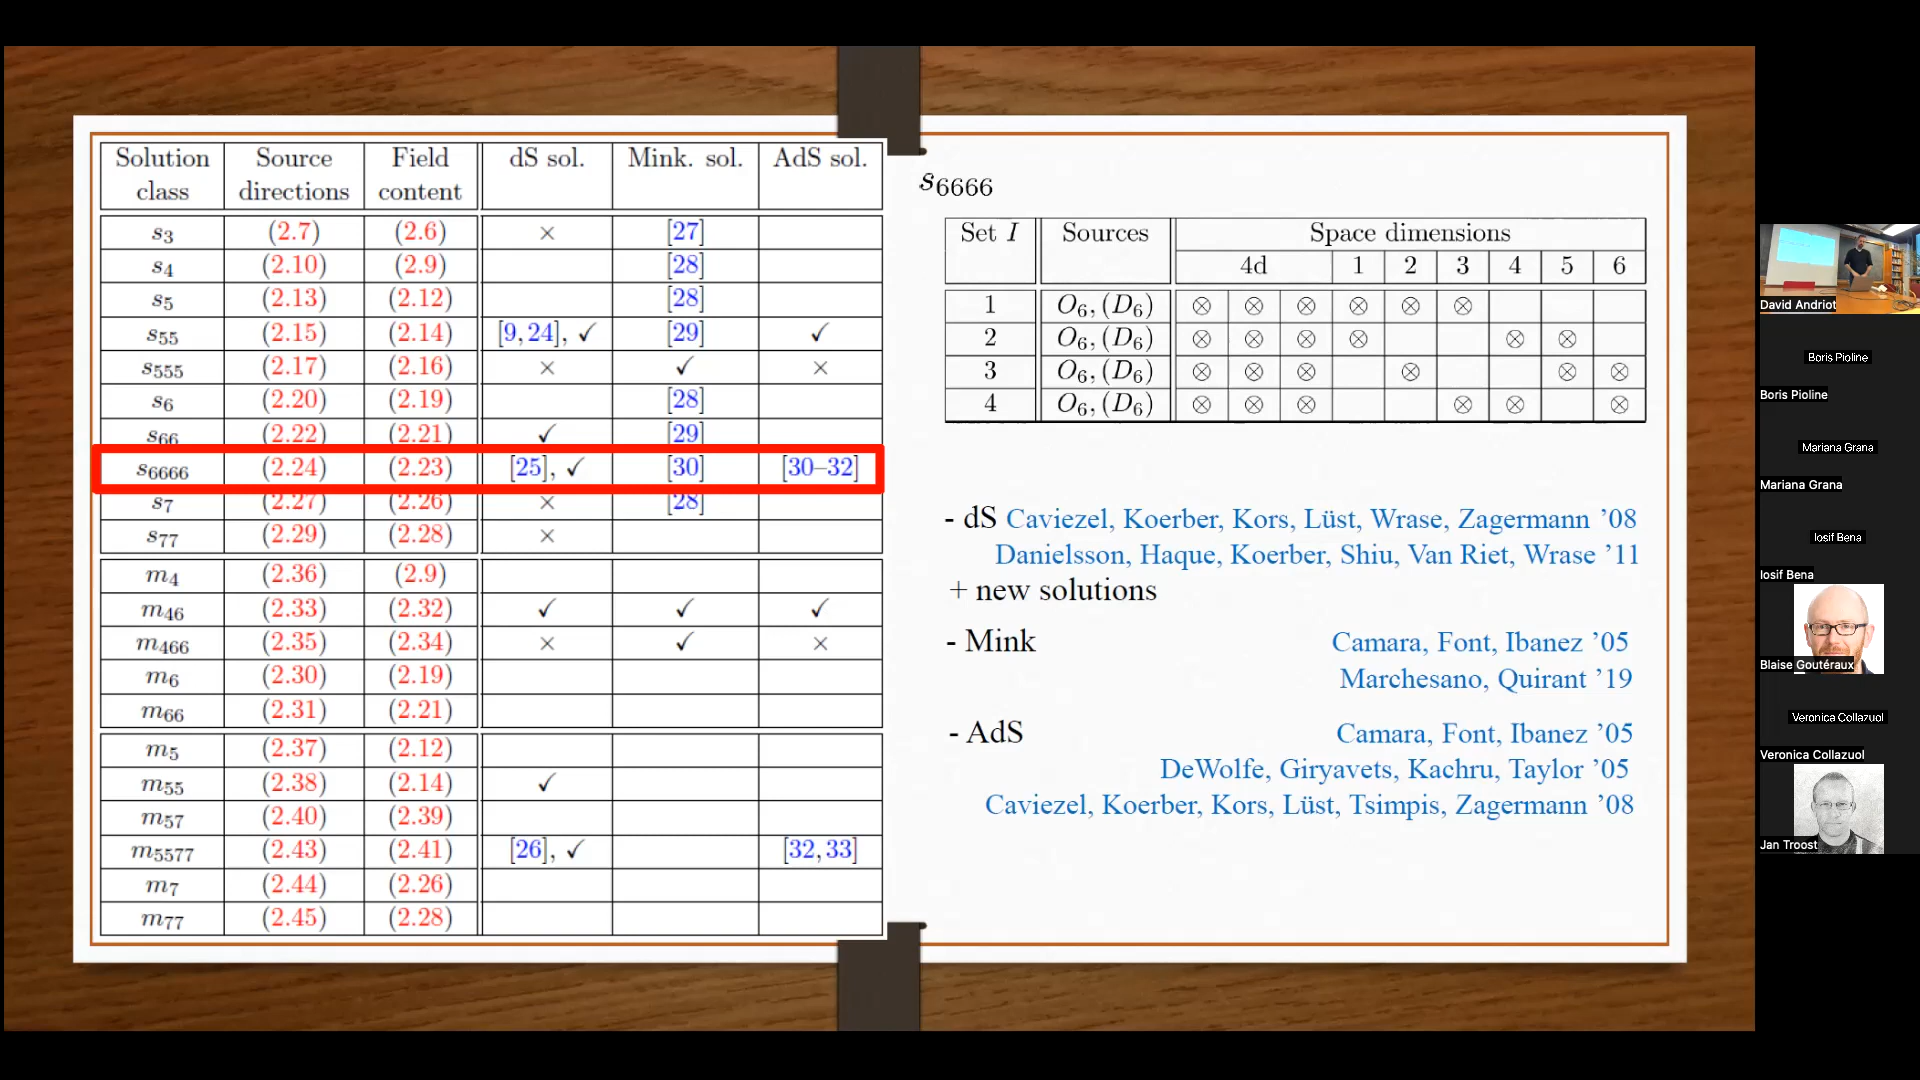 Solution class | Source directions | Field content | dS sol. | Mink. sol. | AdS sol.
s3 (2.7) (2.6) × [27]
s4 (2.10) (2.9) [28]
s5 (2.13) (2.12) [28]
s55 (2.15) (2.14) [9,24], ✓ [29] ✓
s555 (2.17) (2.16) × ✓ ×
s6 (2.20) (2.19) [28]
s66 (2.22) (2.21) ✓ [29]
s6666 (2.24) (2.23) [25], ✓ [30] [30–32]
s7 (2.27) (2.26) × [28]
s77 (2.29) (2.28) ×
m4 (2.36) (2.9)
m46 (2.33) (2.32) ✓ ✓ ✓
m466 (2.35) (2.34) × ✓ ×
m6 (2.30) (2.19)
m66 (2.31) (2.21)
m5 (2.37) (2.12)
m55 (2.38) (2.14) ✓
m57 (2.40) (2.39)
m5577 (2.43) (2.41) [26], ✓ [32,33]
m7 (2.44) (2.26)
m77 (2.45) (2.28)
s6666
Set I | Sources | Space dimensions
4d 1 2 3 4 5 6
1 O6, (D6) ⊗ ⊗ ⊗ ⊗ ⊗ ⊗
2 O6, (D6) ⊗ ⊗ ⊗ ⊗ ⊗ ⊗
3 O6, (D6) ⊗ ⊗ ⊗ ⊗ ⊗ ⊗
4 O6, (D6) ⊗ ⊗ ⊗ ⊗ ⊗ ⊗
- dS Caviezel, Koerber, Kors, Lüst, Wrase, Zagermann ’08
Danielsson, Haque, Koerber, Shiu, Van Riet, Wrase ’11
+ new solutions
- Mink Camara, Font, Ibanez ’05
Marchesano, Quirant ’19
- AdS Camara, Font, Ibanez ’05
DeWolfe, Giryavets, Kachru, Taylor ’05
Caviezel, Koerber, Kors, Lüst, Tsimpis, Zagermann ’08
David Andriot
Boris Pioline
Boris Pioline
Mariana Grana
Mariana Grana
Iosif Bena
Iosif Bena
Blaise Goutéraux
Veronica Collazuol
Veronica Collazuol
Jan Troost